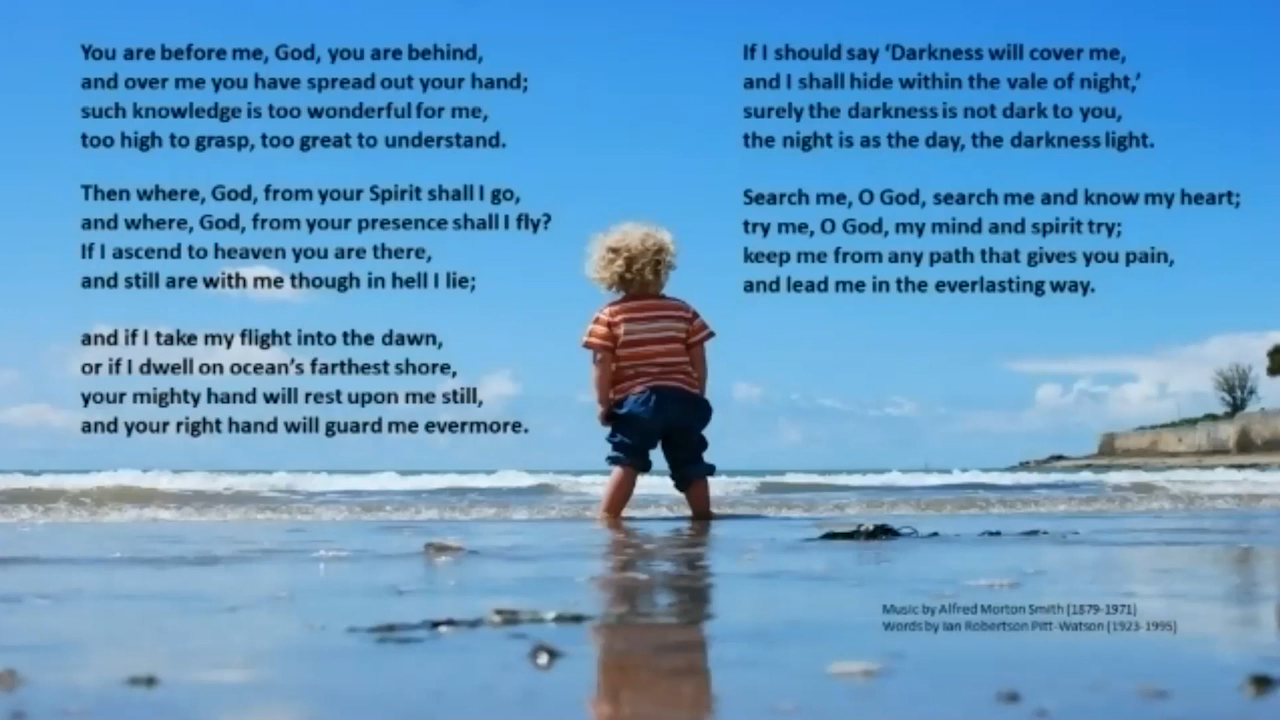 You are before me, God, you are behind,
and over me you have spread out your hand;
such knowledge is too wonderful for me,
too high to grasp, too great to understand.
Then where, God, from your Spirit shall I go,
and where, God, from your presence shall I fly?
If I ascend to heaven you are there,
and still are with me though in hell I lie;
and if I take my flight into the dawn,
or if I dwell on ocean's farthest shore,
your mighty hand will rest upon me still,
and your right hand will guard me evermore.
If I should say ‘Darkness will cover me,
and I shall hide within the vale of night,’
surely the darkness is not dark to you,
the night is as the day, the darkness light.
Search me, O God, search me and know my heart;
try me, O God, my mind and spirit try;
keep me from any path that gives you pain,
and lead me in the everlasting way.
Music by Alfred Morton Smith (1879-1971)
Words by Ian Robertson Pitt-Watson (1923-1995)